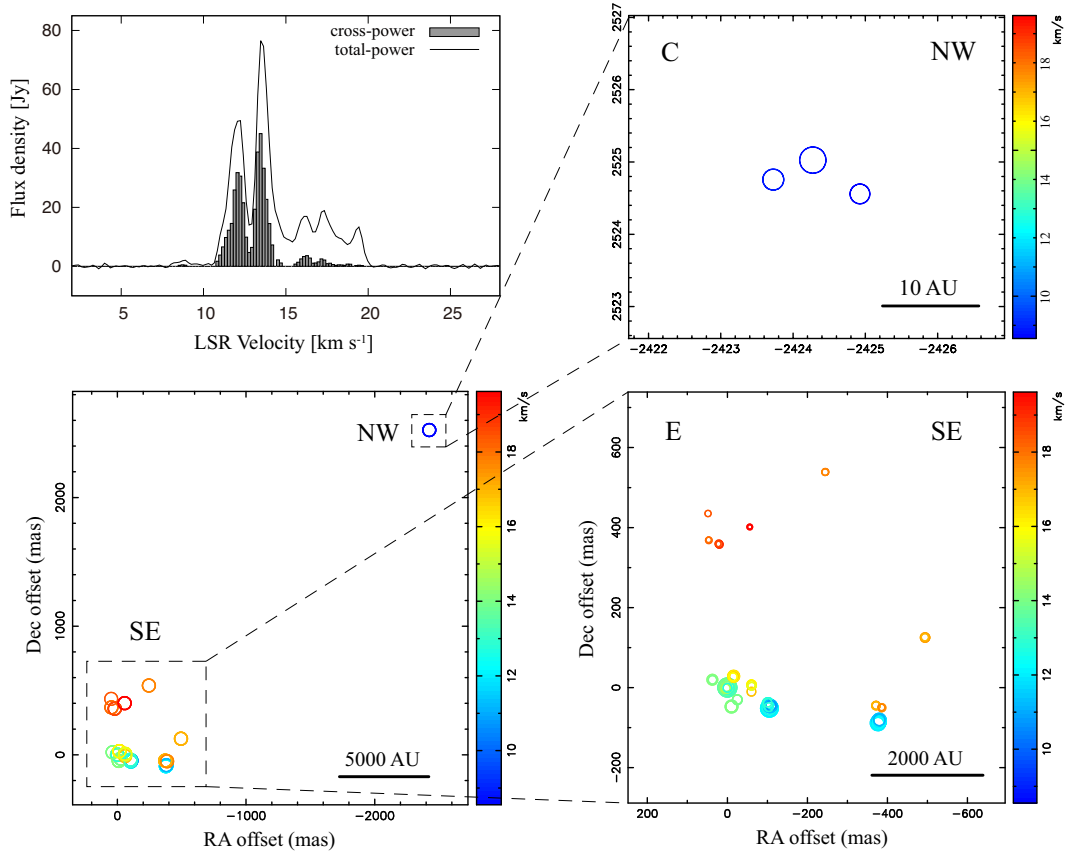 80
60
40
20
0
Flux density [Jy]
cross-power
total-power
5 10 15 20 25
LSR Velocity [km s⁻¹]
C NW
2527
2526
2525
2524
2523
10 AU
−2422 −2423 −2424 −2425 −2426
km/s
18
16
14
12
10
NW
SE
2000
1000
0
Dec offset (mas)
5000 AU
0 −1000 −2000
RA offset (mas)
km/s
18
16
14
12
10
E SE
600
400
200
0
−200
Dec offset (mas)
2000 AU
200 0 −200 −400 −600
RA offset (mas)
km/s
18
16
14
12
10